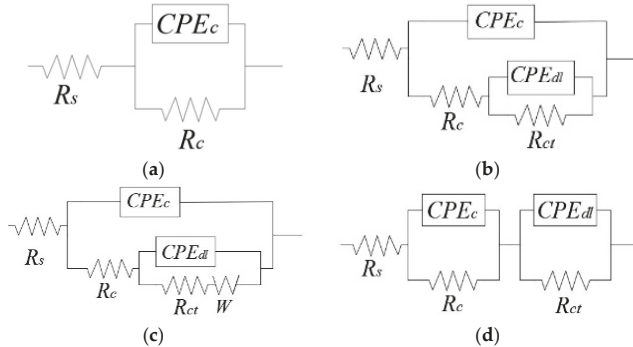 CPEc
Rs
Rc
(a)
CPEc
Rs
CPEdl
Rc
Rct
(b)
CPEc
Rs
CPEdl
Rc
Rct W
(c)
CPEc CPEdl
Rs
Rc Rct
(d)